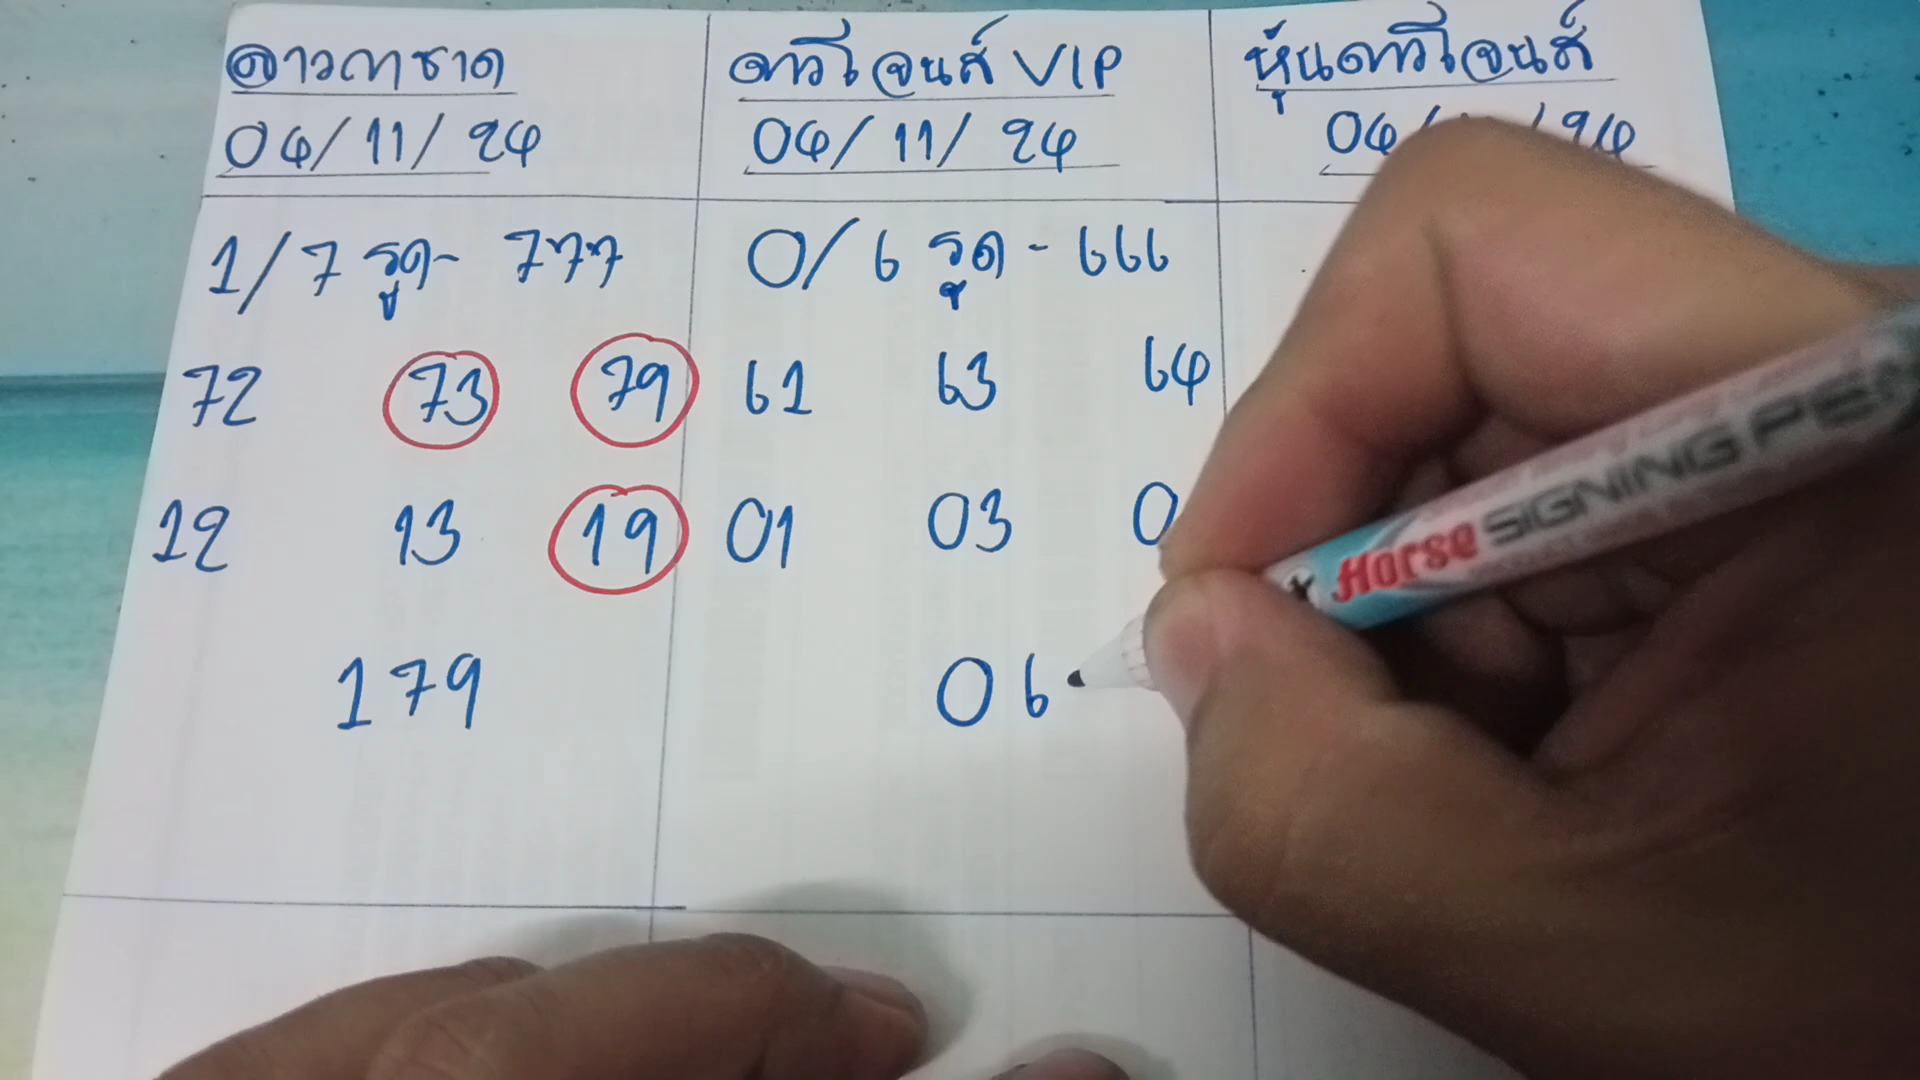 ลาวกาชาด
04/11/24
1/7 รูด- 777
72 73 79
12 13 19
179
ดาวโจนส์ VIP
04/11/24
0/6 รูด - 666
61 63 64
01 03 0
06
หุ้นดาวโจนส์
04/ /24
Horse SIGNING PEN